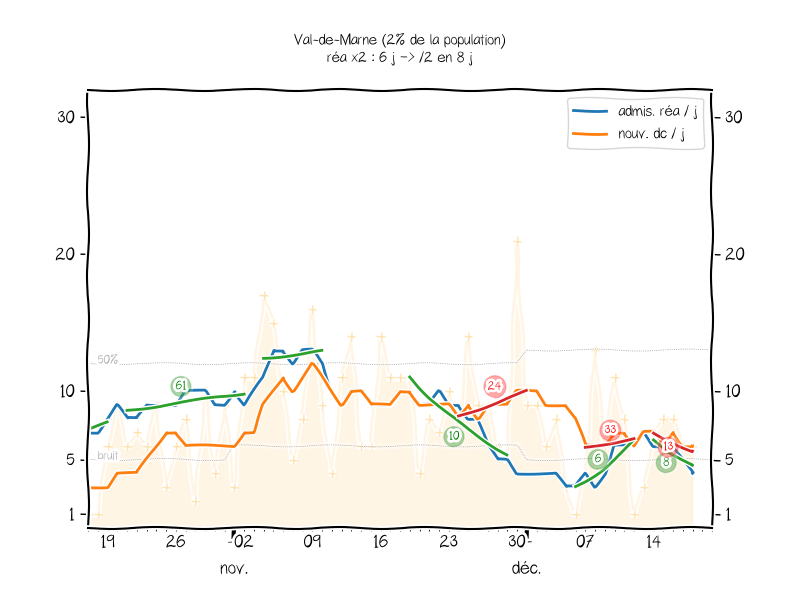 Val-de-Marne (2% de la population)
réa x2 : 6 j -> /2 en 8 j
admis. réa / j
nouv. dc / j
30
30
20
20
50%
61
24
10
10
10
33
13
6
8
bruit
5
5
1
1
19 26 02 09 16 23 30 07 14
nov. déc.